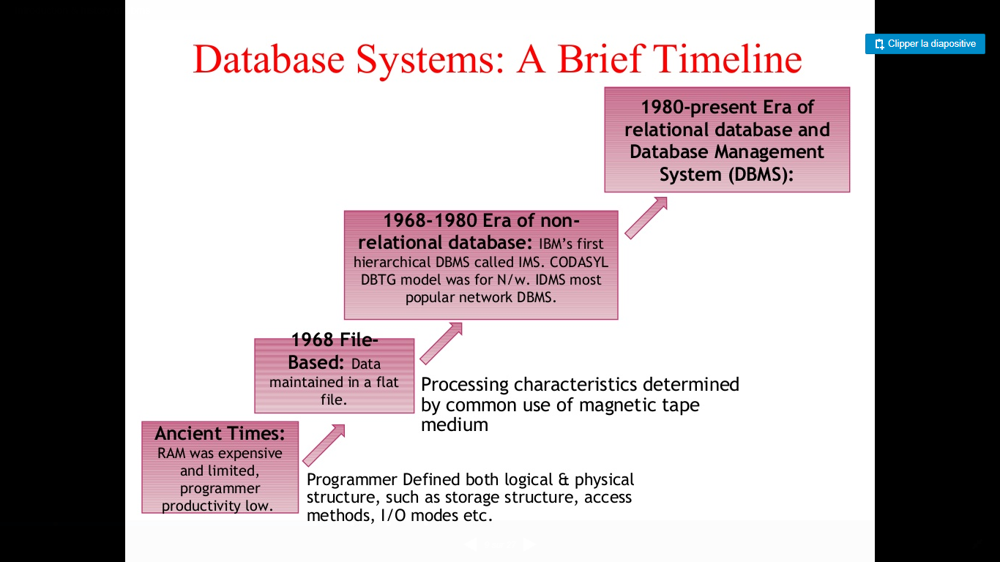 Database Systems: A Brief Timeline
Clipper la diapositive
1980-present Era of
relational database and
Database Management
System (DBMS):
1968-1980 Era of non-
relational database: IBM’s first
hierarchical DBMS called IMS. CODASYL
DBTG model was for N/w. IDMS most
popular network DBMS.
1968 File-
Based: Data
maintained in a flat
file.
Processing characteristics determined
by common use of magnetic tape
medium
Ancient Times:
RAM was expensive
and limited,
programmer
productivity low.
Programmer Defined both logical & physical
structure, such as storage structure, access
methods, I/O modes etc.